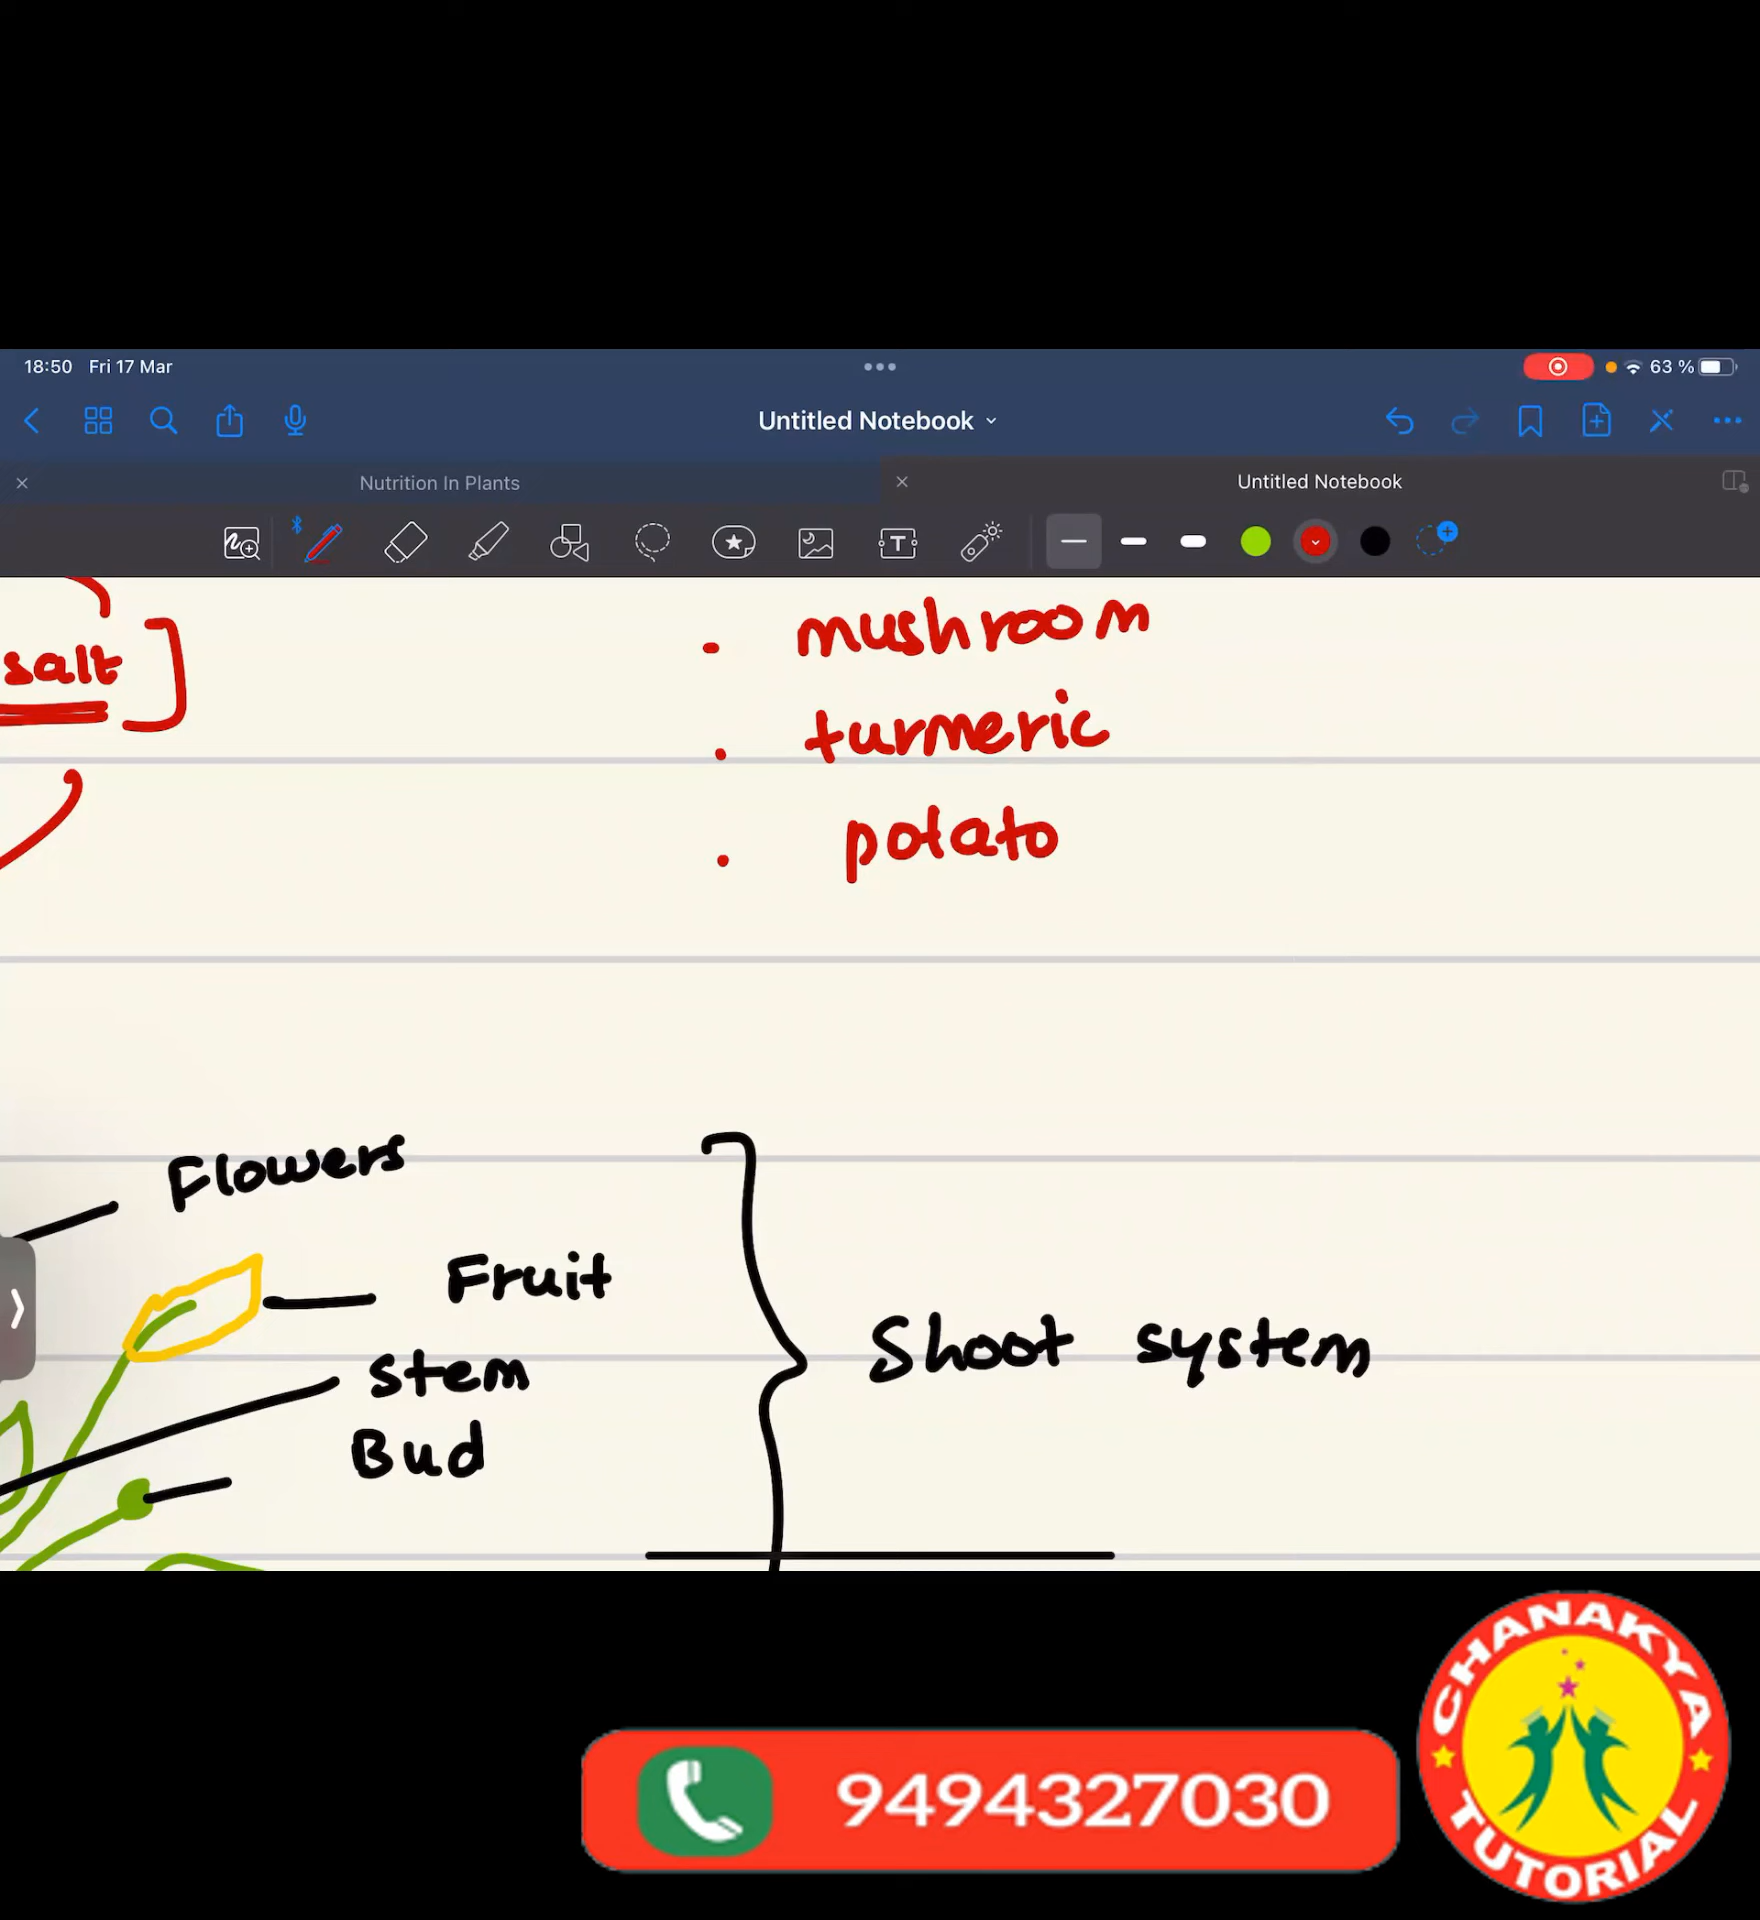 18:50 Fri 17 Mar
63 %
Untitled Notebook
Nutrition In Plants
Untitled Notebook
T
salt
mushroom
turmeric
potato
Flowers
Fruit
Stem
Bud
Shoot system
9494327030
CHANAKYA
TUTORIAL